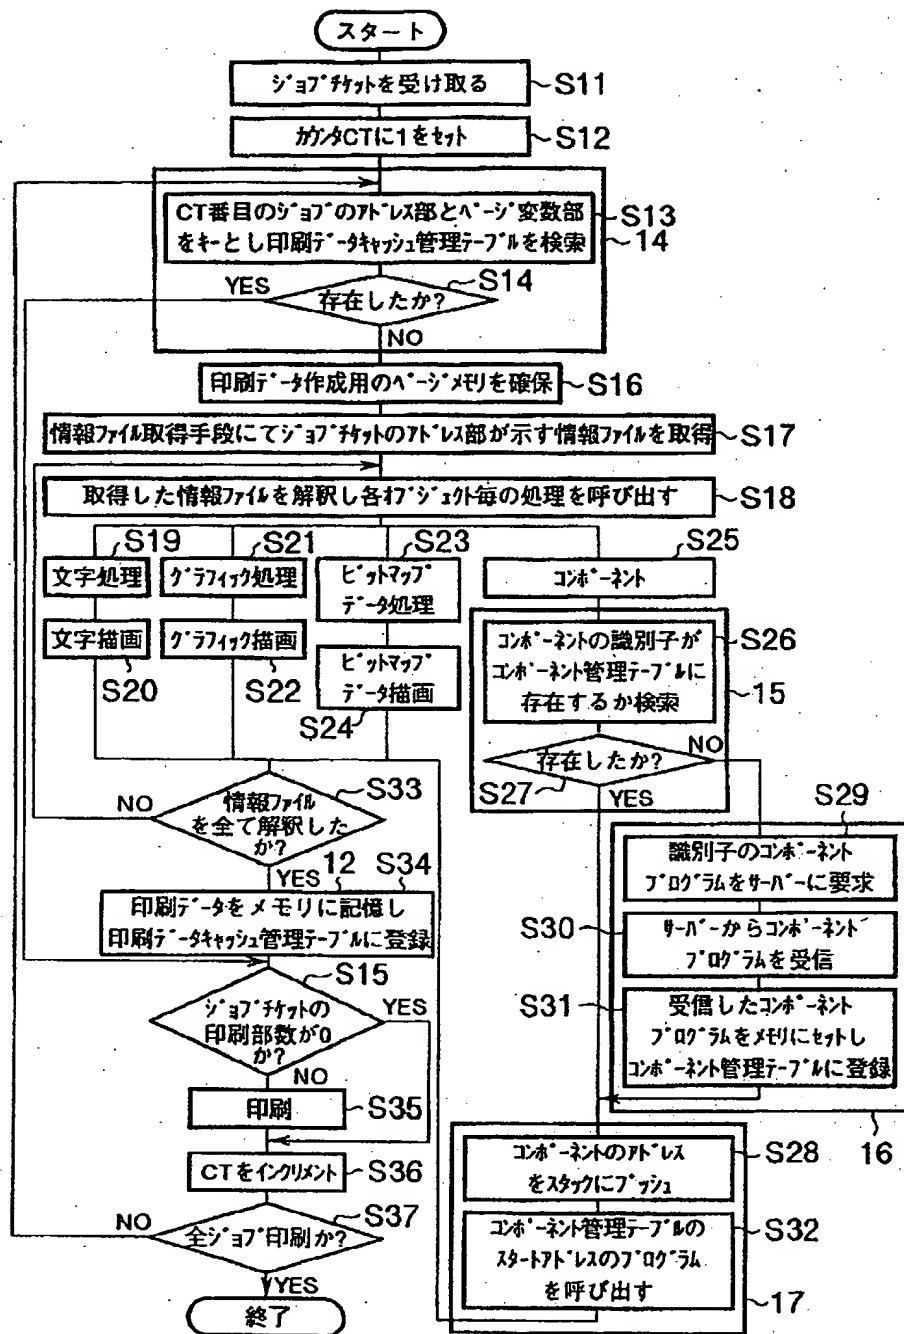 スタート
ジョブチケットを受け取る
S11
カウンタCTに1をセット
S12
CT番目のジョブのアドレス部とページ変数部
をキーとし印刷データキャッシュ管理テーブルを検索
S13
14
YES
S14
存在したか?
NO
印刷データ作成用のページメモリを確保
S16
情報ファイル取得手段にてジョブチケットのアドレス部が示す情報ファイルを取得
S17
取得した情報ファイルを解釈し各オブジェクト毎の処理を呼び出す
S18
S19
文字処理
文字描画
S20
S21
グラフィック処理
グラフィック描画
S22
S23
ビットマップ
データ処理
ビットマップ
データ描画
S24
S25
コンポーネント
コンポーネントの識別子が
コンポーネント管理テーブルに
存在するか検索
S26
15
存在したか?
NO
S27
YES
S29
識別子のコンポーネント
プログラムをサーバーに要求
S30
サーバーからコンポーネント
プログラムを受信
S31
受信したコンポーネント
プログラムをメモリにセットし
コンポーネント管理テーブルに登録
16
コンポーネントのアドレス
をスタックにプッシュ
S28
コンポーネント管理テーブルの
スタートアドレスのプログラム
を呼び出す
S32
17
NO
情報ファイル
を全て解釈した
か?
S33
YES
12
S34
印刷データをメモリに記憶し
印刷データキャッシュ管理テーブルに登録
S15
ジョブチケットの
印刷部数が0
か?
YES
NO
印刷
S35
CTをインクリメント
S36
NO
全ジョブ印刷か?
S37
YES
終了